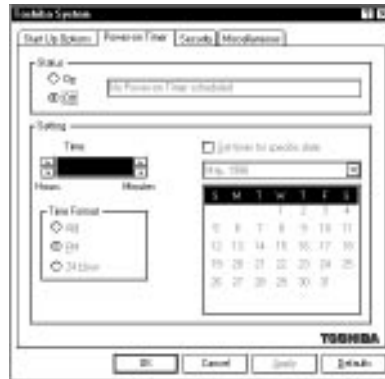 Toshiba System
Start Up Options Power-on Timer Security Miscellaneous
Status
On
Off
No Power-on Timer scheduled
Setting
Time
Set timer for specific date
May, 1996
Hours Minutes
S M T W T F S
1 2 3 4
5 6 7 8 9 10 11
12 13 14 15 16 17 18
19 20 21 22 23 24 25
26 27 28 29 30 31
Time Format
AM
PM
24 Hour
TOSHIBA
OK Cancel Apply Defaults